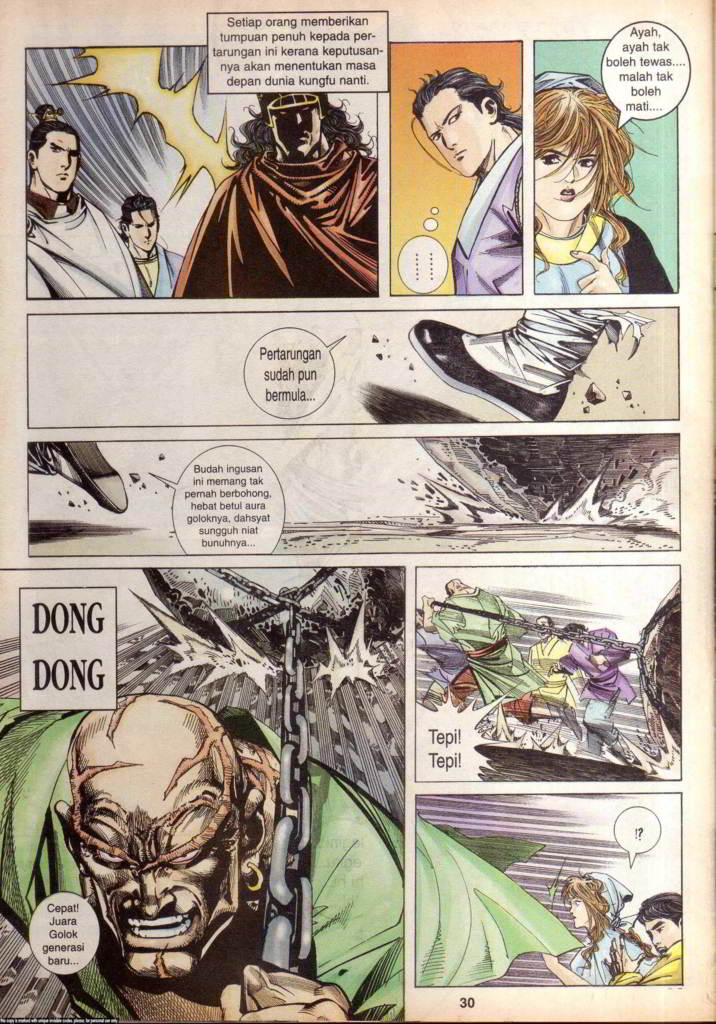 Setiap orang memberikan
tumpuan penuh kepada per-
tarungan ini kerana keputusan-
nya akan menentukan masa
depan dunia kungfu nanti.
. . . . . .
Ayah,
ayah tak
boleh tewas....
malah tak
boleh
mati....
Pertarungan
sudah pun
bermula...
Budah ingusan
ini memang tak
pernah berbohong,
hebat betul aura
goloknya, dahsyat
sungguh niat
bunuhnya...
DONG
DONG
Cepat!
Juara
Golok
generasi
baru...
Tepi!
Tepi!
!?
30